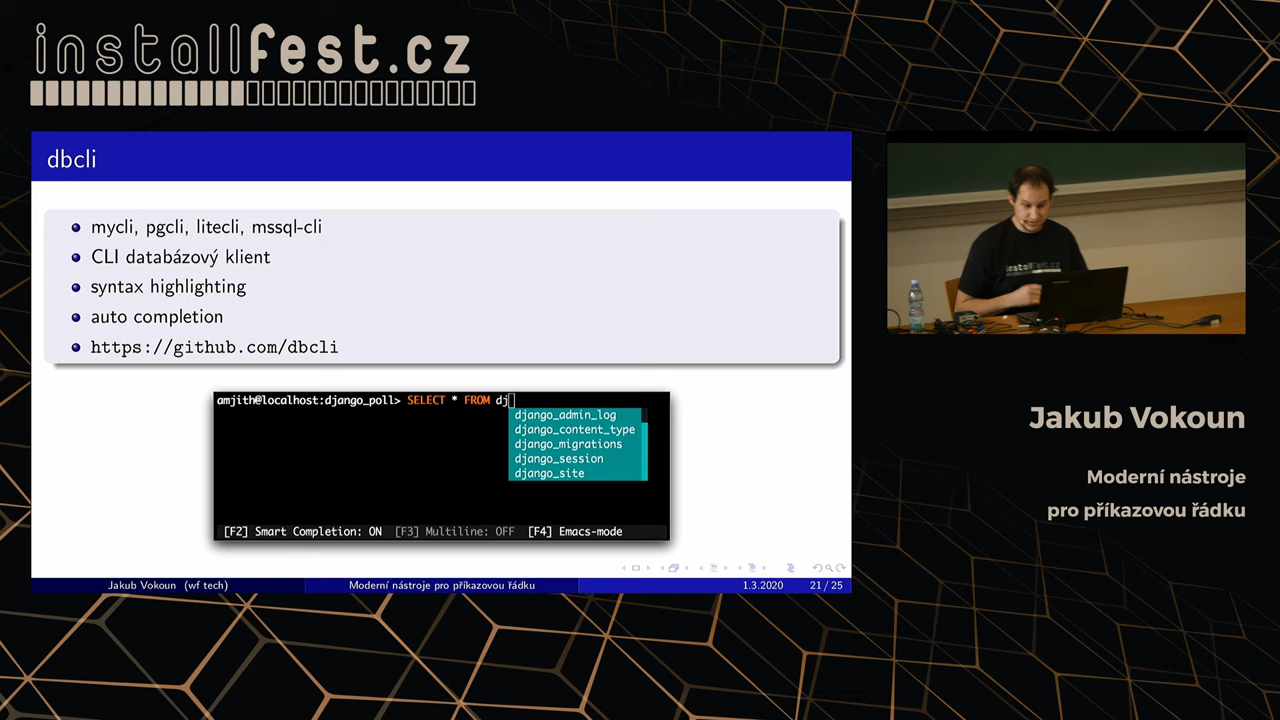 installfest.cz
dbcli
mycli, pgcli, litecli, mssql-cli
CLI databázový klient
syntax highlighting
auto completion
https://github.com/dbcli
amjith@localhost:django_poll> SELECT * FROM dj
django_admin_log
django_content_type
django_migrations
django_session
django_site
[F2] Smart Completion: ON [F3] Multiline: OFF [F4] Emacs-mode
Jakub Vokoun (wf tech) Moderní nástroje pro příkazovou řádku 1.3.2020 21 / 25
installfest.cz
Jakub Vokoun
Moderní nástroje
pro příkazovou řádku